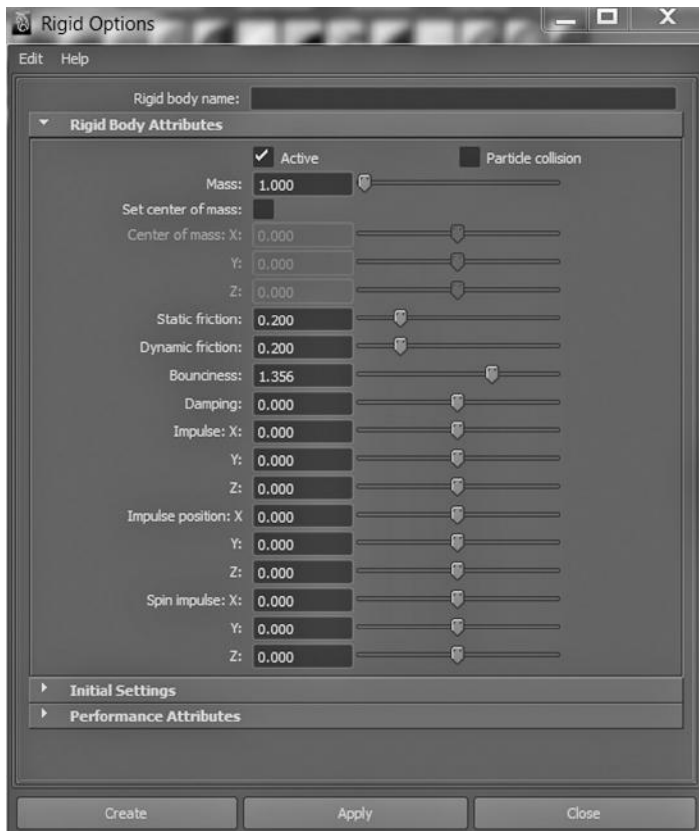 Rigid Options
Edit Help
Rigid body name:
Rigid Body Attributes
Active Particle collision
Mass: 1.000
Set center of mass:
Center of mass: X: 0.000
Y: 0.000
Z: 0.000
Static friction: 0.200
Dynamic friction: 0.200
Bounciness: 1.356
Damping: 0.000
Impulse: X: 0.000
Y: 0.000
Z: 0.000
Impulse position: X 0.000
Y: 0.000
Z: 0.000
Spin impulse: X: 0.000
Y: 0.000
Z: 0.000
Initial Settings
Performance Attributes
Create Apply Close